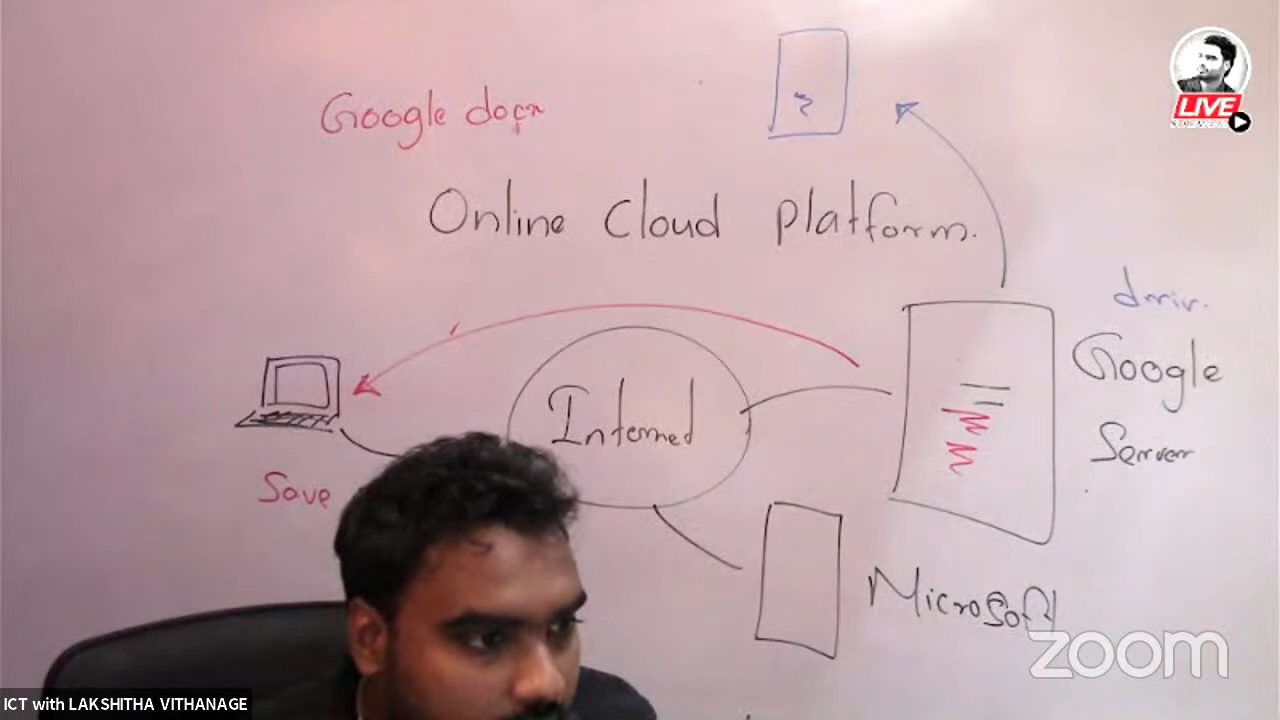 LIVE
Google docs
Online Cloud Platform.
driv.
Google
Server
Internet
Save
Microsoft
zoom
ICT with LAKSHITHA VITHANAGE